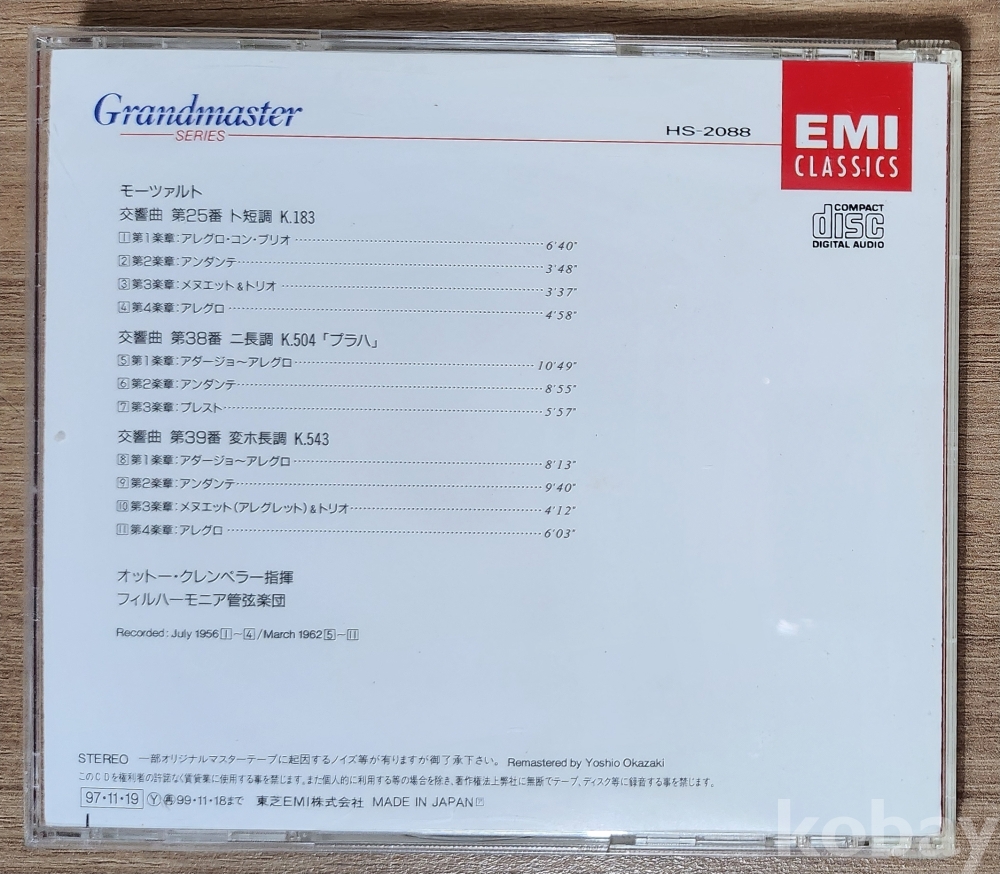 Grandmaster
SERIES
HS-2088
EMI
CLASSICS
COMPACT
disc
DIGITAL AUDIO
モーツァルト
交響曲 第25番 ト短調 K.183
1 第1楽章:アレグロ・コン・ブリオ 6'40"
2 第2楽章:アンダンテ 3'48"
3 第3楽章:メヌエット&トリオ 3'37"
4 第4楽章:アレグロ 4'58"
交響曲 第38番 ニ長調 K.504「プラハ」
5 第1楽章:アダージョ〜アレグロ 10'49"
6 第2楽章:アンダンテ 8'55"
7 第3楽章:プレスト 5'57"
交響曲 第39番 変ホ長調 K.543
8 第1楽章:アダージョ〜アレグロ 8'13"
9 第2楽章:アンダンテ 9'40"
10 第3楽章:メヌエット(アレグレット)&トリオ 4'12"
11 第4楽章:アレグロ 6'03"
オットー・クレンペラー指揮
フィルハーモニア管弦楽団
Recorded: July 1956 1〜4 / March 1962 5〜11
STEREO 一部オリジナルマスターテープに起因するノイズ等が有りますが御了承下さい。 Remastered by Yoshio Okazaki
このCDを権利者の許諾なく賃貸業に使用する事を禁じます。また個人的に利用する等の場合を除き、著作権法上弊社に無断でテープ、ディスク等に録音する事を禁じます。
97・11・19 Ⓨ再99・11・18まで 東芝EMI株式会社 MADE IN JAPAN
kobay